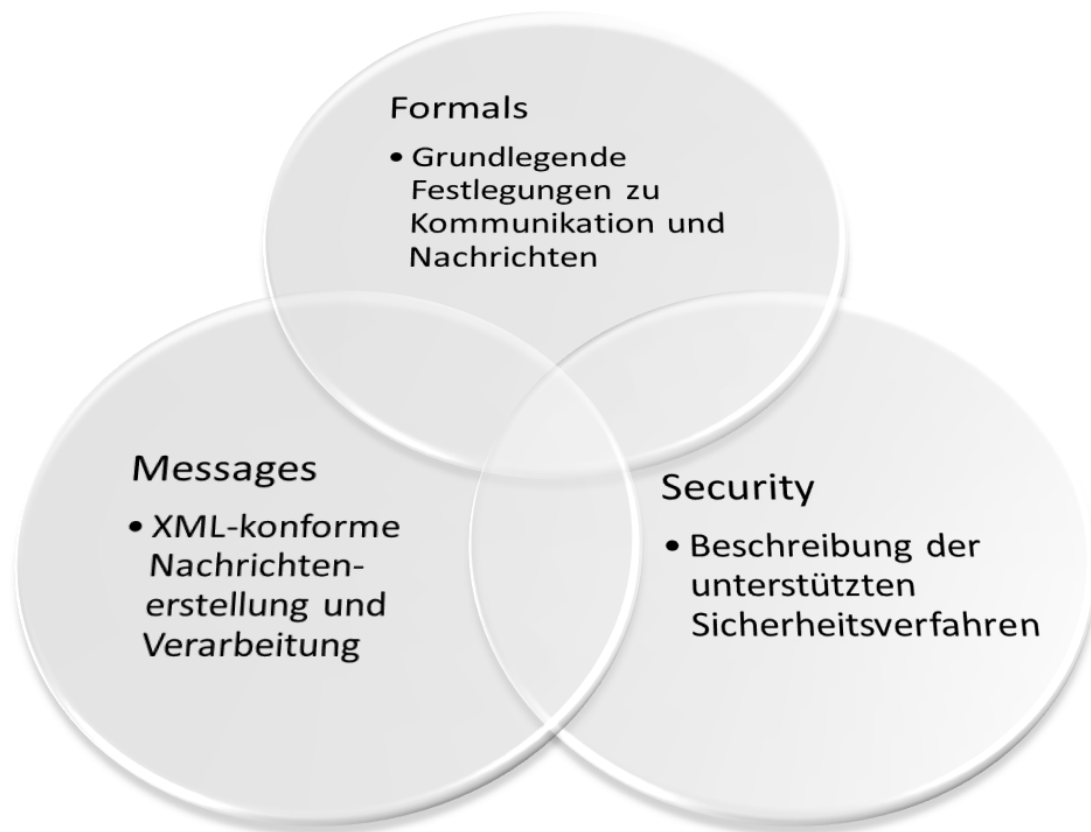 Formals
• Grundlegende
Festlegungen zu
Kommunikation und
Nachrichten
Messages
• XML-konforme
Nachrichten-
erstellung und
Verarbeitung
Security
• Beschreibung der
unterstützten
Sicherheitsverfahren